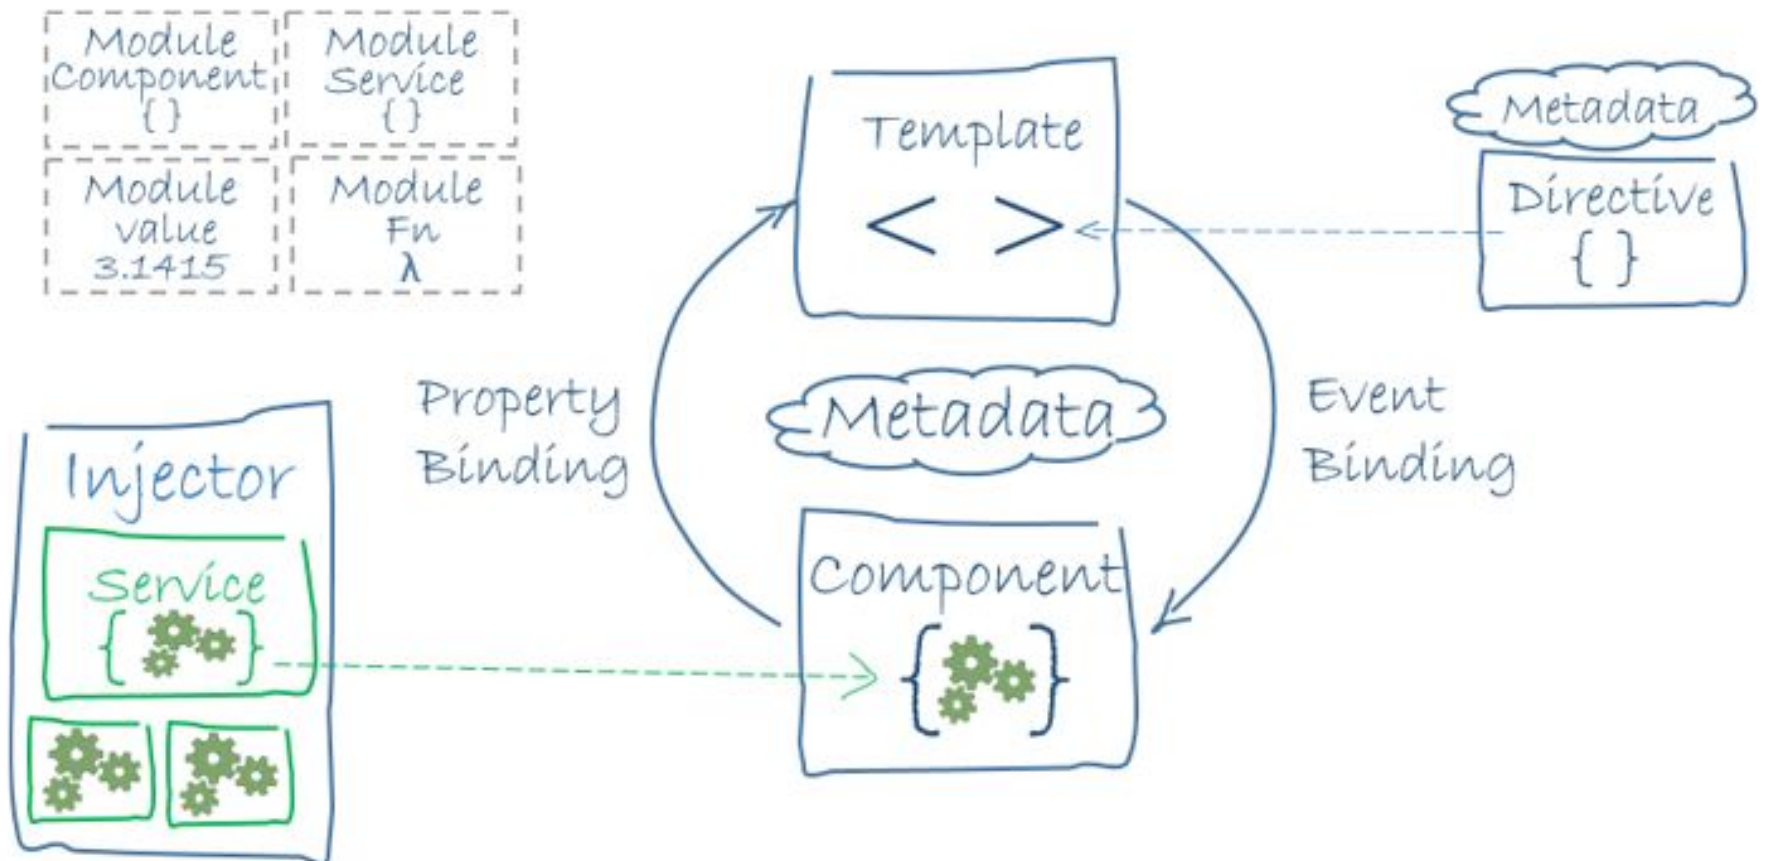 Module
Component
{ }
Module
Service
{ }
Module
value
3.1415
Module
Fn
λ
Template
< >
Metadata
Directive
{ }
Property
Binding
Metadata
Event
Binding
Injector
Service
{ }
Component
{ }